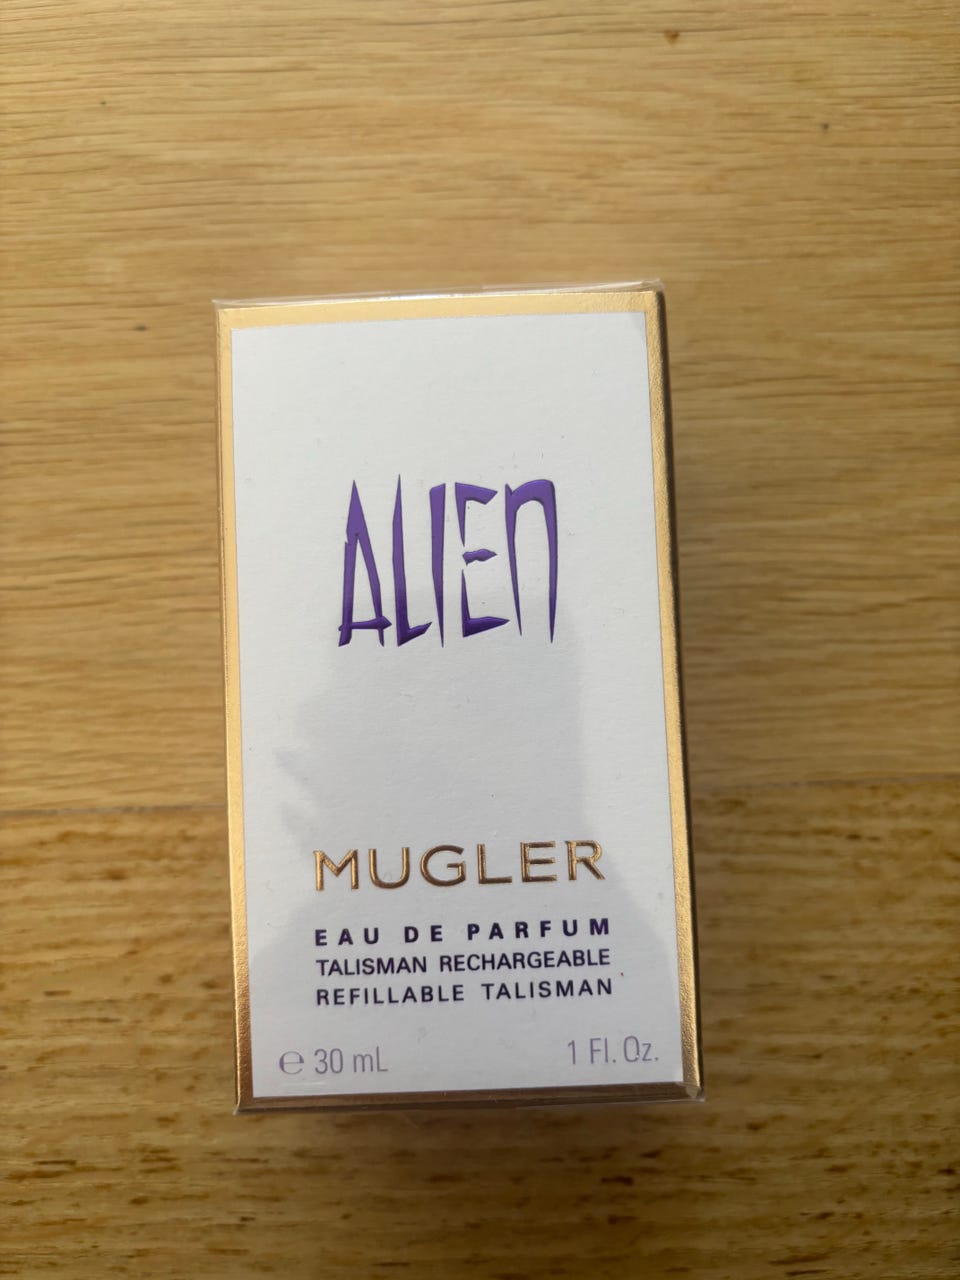 ALIEN
MUGLER
EAU DE PARFUM
TALISMAN RECHARGEABLE
REFILLABLE TALISMAN
℮ 30 mL 1 Fl. Oz.